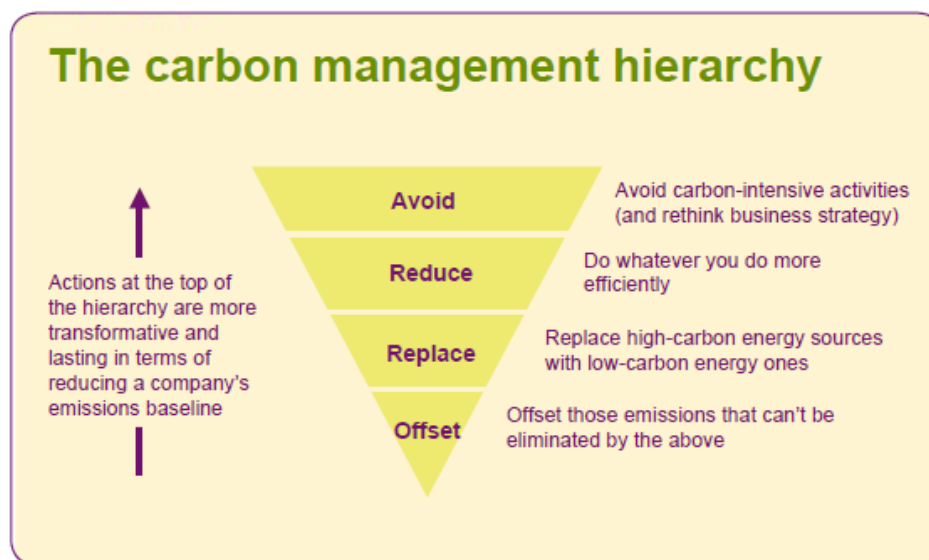 The carbon management hierarchy
Actions at the top of
the hierarchy are more
transformative and
lasting in terms of
reducing a company's
emissions baseline
Avoid
Avoid carbon-intensive activities
(and rethink business strategy)
Reduce
Do whatever you do more
efficiently
Replace
Replace high-carbon energy sources
with low-carbon energy ones
Offset
Offset those emissions that can't be
eliminated by the above